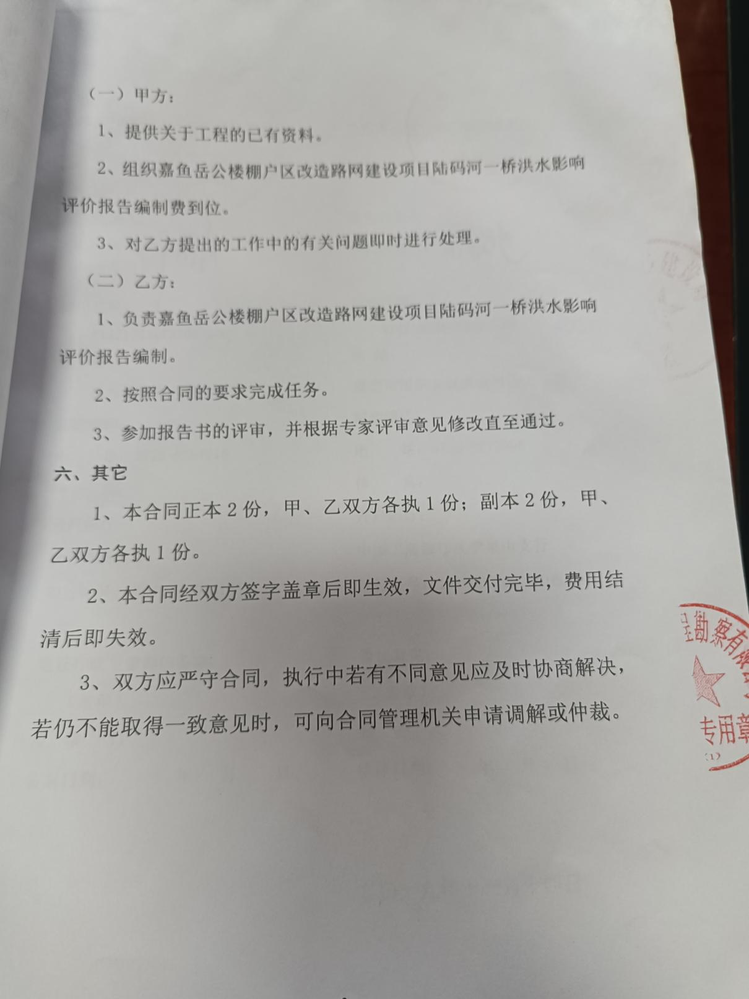 （一）甲方：
1、提供关于工程的已有资料。
2、组织嘉鱼岳公楼棚户区改造路网建设项目陆码河一桥洪水影响
评价报告编制费到位。
3、对乙方提出的工作中的有关问题即时进行处理。
（二）乙方：
1、负责嘉鱼岳公楼棚户区改造路网建设项目陆码河一桥洪水影响
评价报告编制。
2、按照合同的要求完成任务。
3、参加报告书的评审，并根据专家评审意见修改直至通过。
六、其它
1、本合同正本 2 份，甲、乙双方各执 1 份；副本 2 份，甲、
乙双方各执 1 份。
2、本合同经双方签字盖章后即生效，文件交付完毕，费用结
清后即失效。
3、双方应严守合同，执行中若有不同意见应及时协商解决，
若仍不能取得一致意见时，可向合同管理机关申请调解或仲裁。
建设
勘察有
专用章
（1）